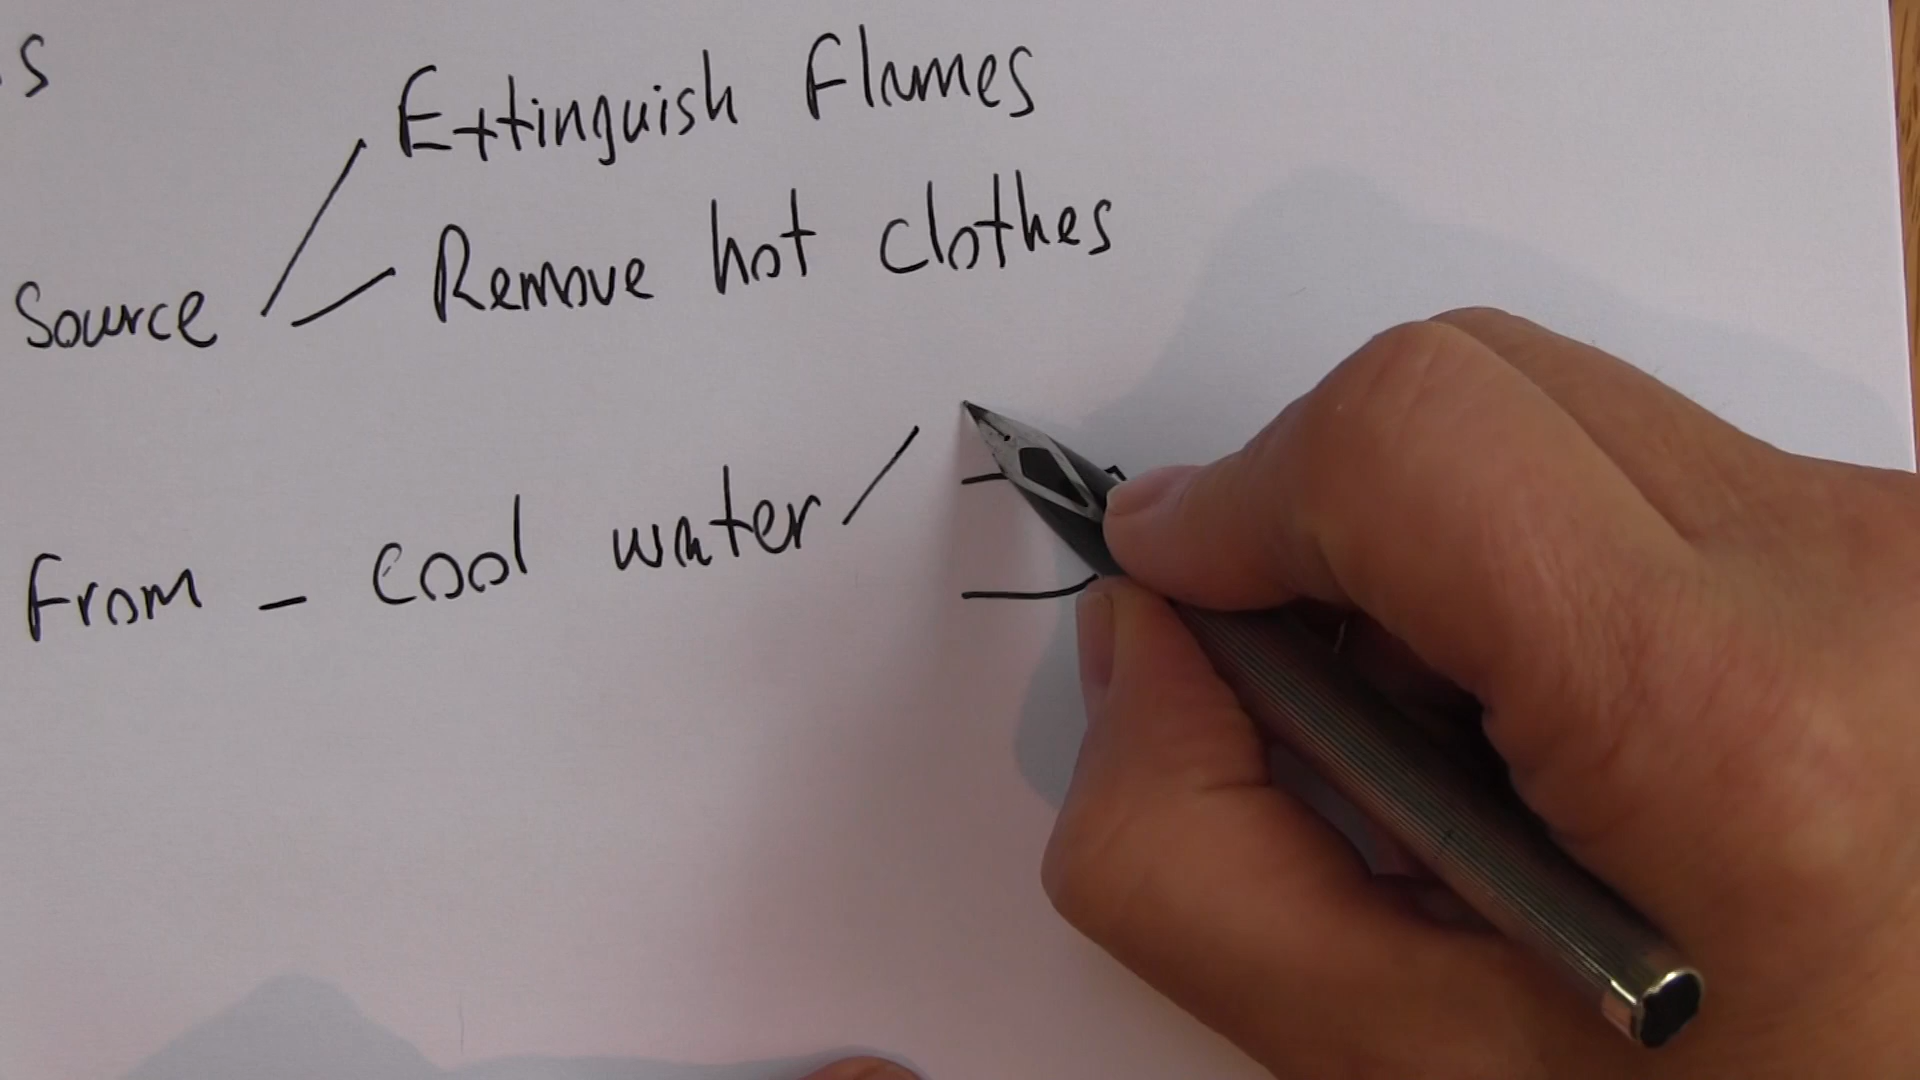 s
Extinguish Flames
Source
Remove hot clothes
From - cool water